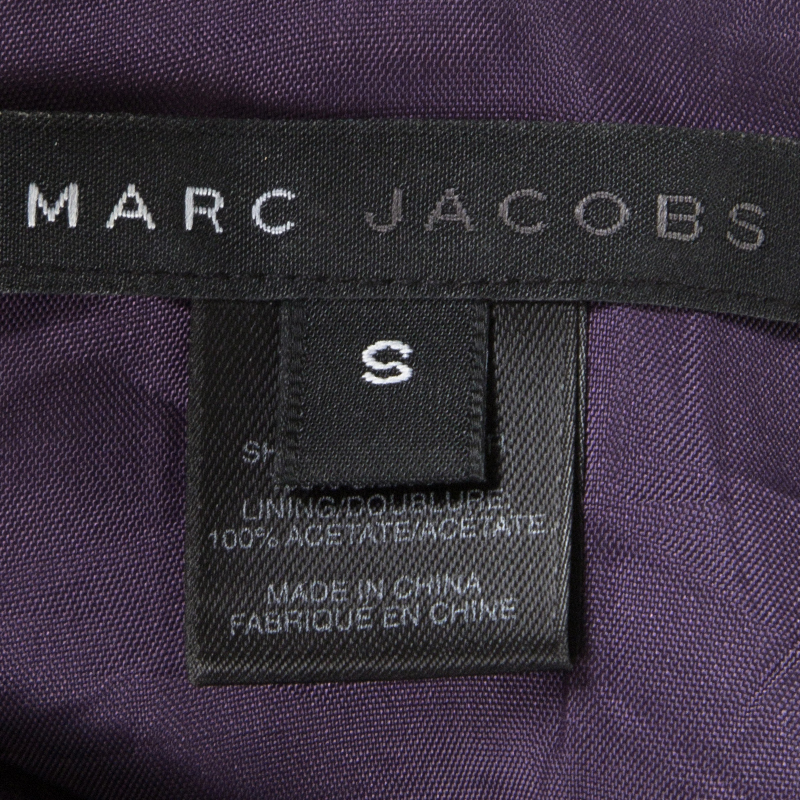 MARC JACOBS
S
LINING/DOUBLURE:
100% ACETATE/ACETATE
MADE IN CHINA
FABRIQUE EN CHINE